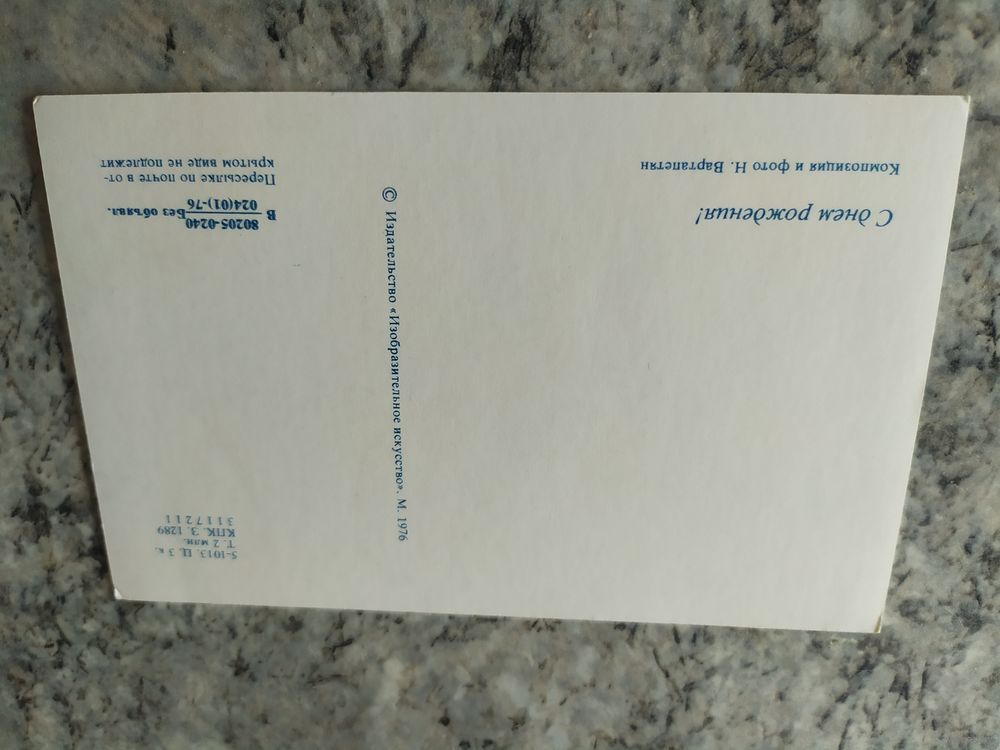 5-1013. Ц. 3 к.
Т. 2 млн.
КПК. З. 1289
3117211
© Издательство «Изобразительное искусство». М. 1976
С днем рождения!
Композиция и фото Н. Вартапетян
В 80205-0240 Без объявл.
024(01)-76
Пересылке по почте в от-
крытом виде не подлежит